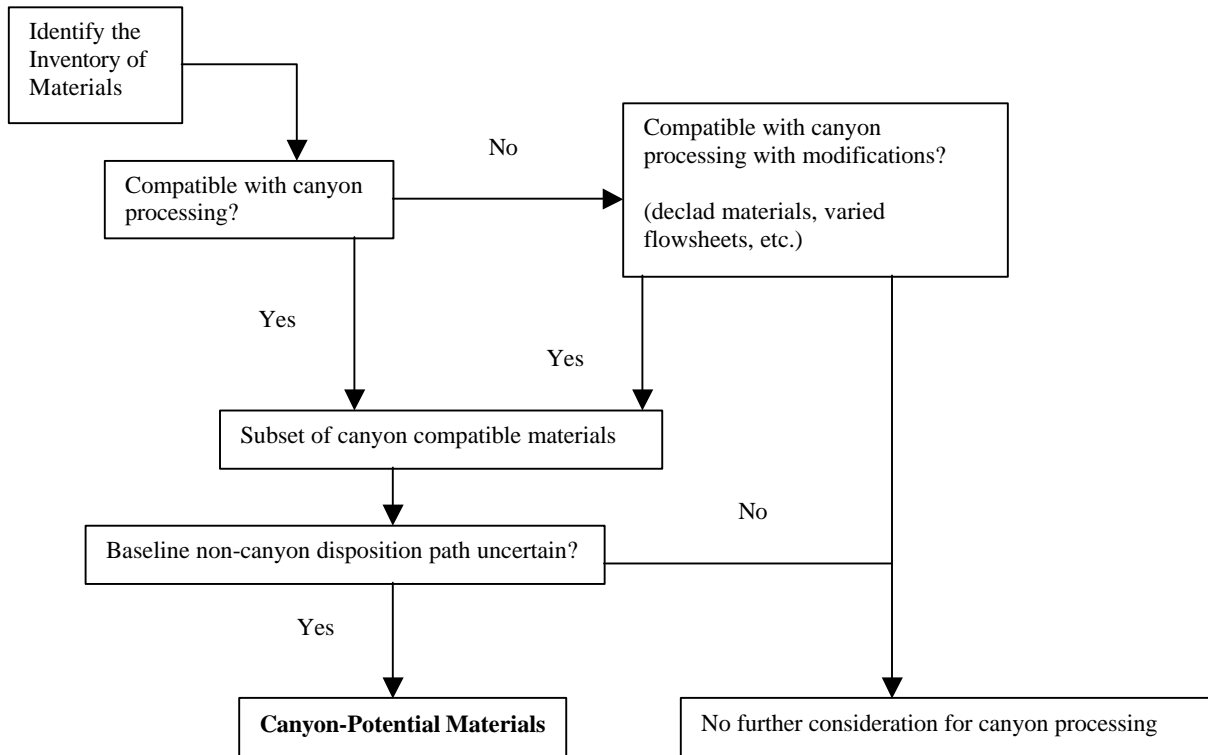 Identify the
Inventory of
Materials
No
Compatible with canyon
processing?
Compatible with canyon
processing with modifications?
(declad materials, varied
flowsheets, etc.)
Yes
Yes
Subset of canyon compatible materials
No
Baseline non-canyon disposition path uncertain?
Yes
Canyon-Potential Materials
No further consideration for canyon processing